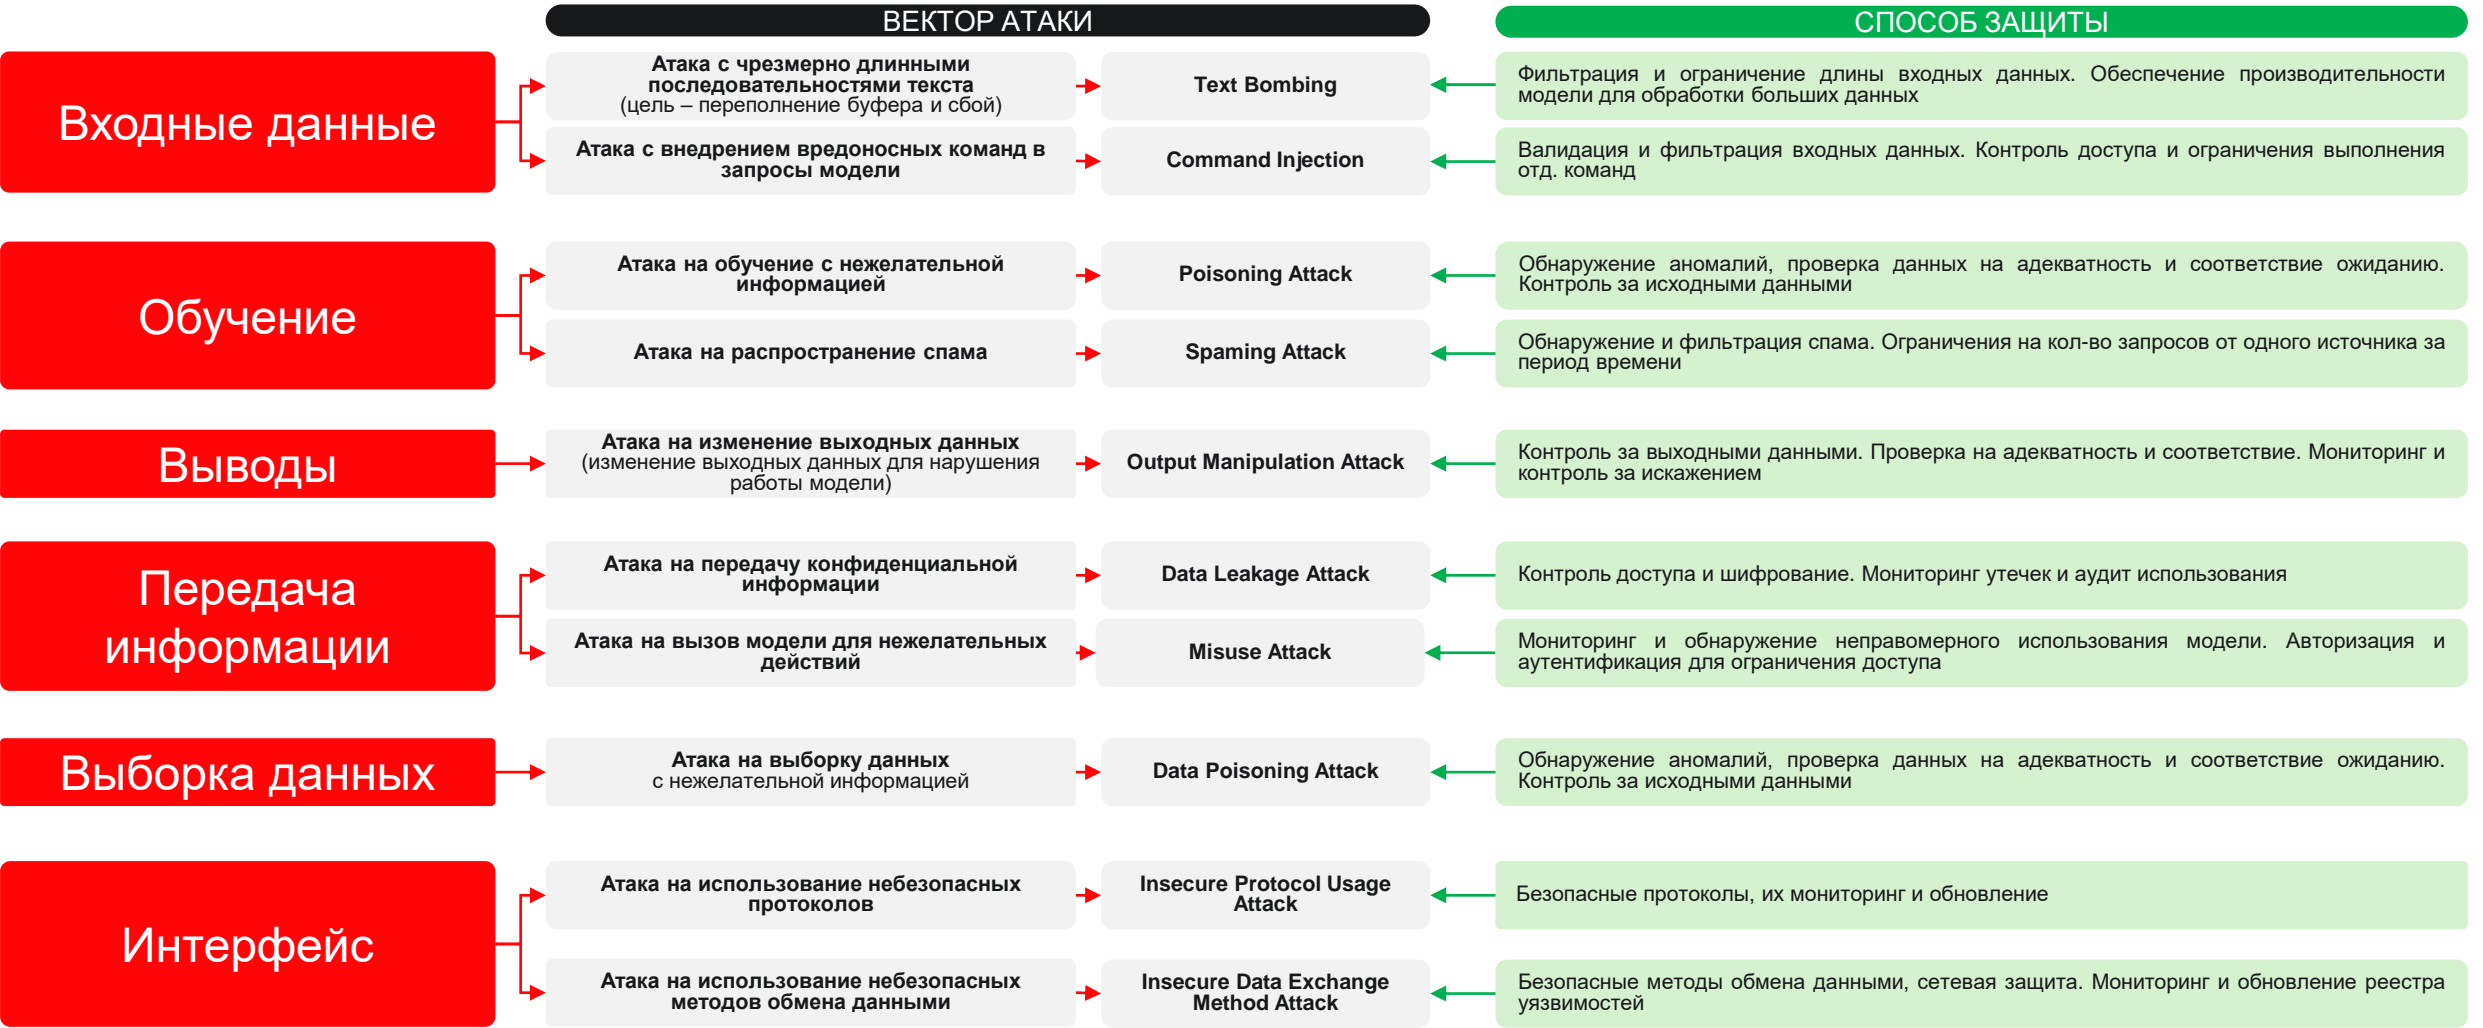 ВЕКТОР АТАКИ
СПОСОБ ЗАЩИТЫ
Входные данные
Атака с чрезмерно длинными
последовательностями текста
(цель – переполнение буфера и сбой)
Text Bombing
Фильтрация и ограничение длины входных данных. Обеспечение производительности
модели для обработки больших данных
Атака с внедрением вредоносных команд в
запросы модели
Command Injection
Валидация и фильтрация входных данных. Контроль доступа и ограничения выполнения
отд. команд
Обучение
Атака на обучение с нежелательной
информацией
Poisoning Attack
Обнаружение аномалий, проверка данных на адекватность и соответствие ожиданию.
Контроль за исходными данными
Атака на распространение спама
Spaming Attack
Обнаружение и фильтрация спама. Ограничения на кол-во запросов от одного источника за
период времени
Выводы
Атака на изменение выходных данных
(изменение выходных данных для нарушения
работы модели)
Output Manipulation Attack
Контроль за выходными данными. Проверка на адекватность и соответствие. Мониторинг и
контроль за искажением
Передача
информации
Атака на передачу конфиденциальной
информации
Data Leakage Attack
Контроль доступа и шифрование. Мониторинг утечек и аудит использования
Атака на вызов модели для нежелательных
действий
Misuse Attack
Мониторинг и обнаружение неправомерного использования модели. Авторизация и
аутентификация для ограничения доступа
Выборка данных
Атака на выборку данных
с нежелательной информацией
Data Poisoning Attack
Обнаружение аномалий, проверка данных на адекватность и соответствие ожиданию.
Контроль за исходными данными
Интерфейс
Атака на использование небезопасных
протоколов
Insecure Protocol Usage
Attack
Безопасные протоколы, их мониторинг и обновление
Атака на использование небезопасных
методов обмена данными
Insecure Data Exchange
Method Attack
Безопасные методы обмена данными, сетевая защита. Мониторинг и обновление реестра
уязвимостей